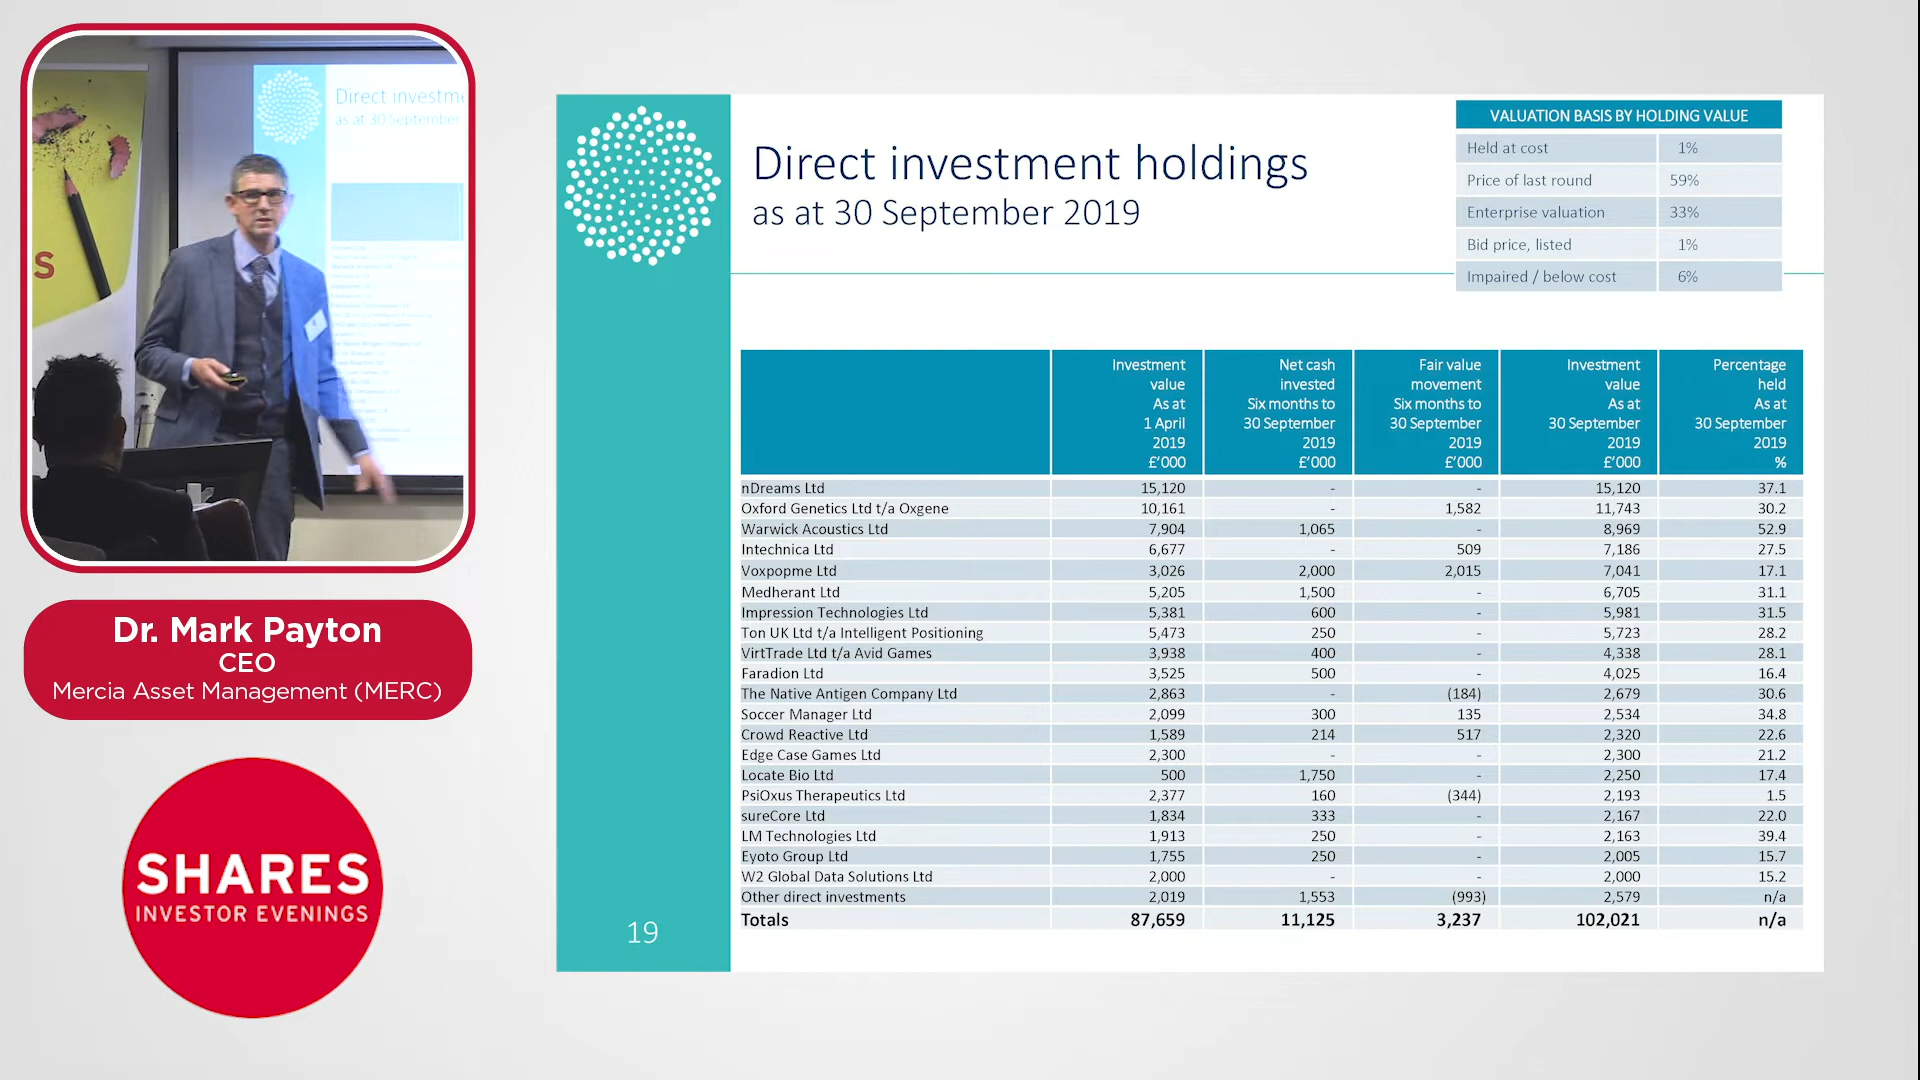 Direct investme
as at 30 September
S
Dr. Mark Payton
CEO
Mercia Asset Management (MERC)
SHARES
INVESTOR EVENINGS
19
Direct investment holdings
as at 30 September 2019
VALUATION BASIS BY HOLDING VALUE
Held at cost 1%
Price of last round 59%
Enterprise valuation 33%
Bid price, listed 1%
Impaired / below cost 6%
Investment value As at 1 April 2019 £'000
Net cash invested Six months to 30 September 2019 £'000
Fair value movement Six months to 30 September 2019 £'000
Investment value As at 30 September 2019 £'000
Percentage held As at 30 September 2019 %
nDreams Ltd 15,120 - - 15,120 37.1
Oxford Genetics Ltd t/a Oxgene 10,161 - 1,582 11,743 30.2
Warwick Acoustics Ltd 7,904 1,065 - 8,969 52.9
Intechnica Ltd 6,677 - 509 7,186 27.5
Voxpopme Ltd 3,026 2,000 2,015 7,041 17.1
Medherant Ltd 5,205 1,500 - 6,705 31.1
Impression Technologies Ltd 5,381 600 - 5,981 31.5
Ton UK Ltd t/a Intelligent Positioning 5,473 250 - 5,723 28.2
VirtTrade Ltd t/a Avid Games 3,938 400 - 4,338 28.1
Faradion Ltd 3,525 500 - 4,025 16.4
The Native Antigen Company Ltd 2,863 - (184) 2,679 30.6
Soccer Manager Ltd 2,099 300 135 2,534 34.8
Crowd Reactive Ltd 1,589 214 517 2,320 22.6
Edge Case Games Ltd 2,300 - - 2,300 21.2
Locate Bio Ltd 500 1,750 - 2,250 17.4
PsiOxus Therapeutics Ltd 2,377 160 (344) 2,193 1.5
sureCore Ltd 1,834 333 - 2,167 22.0
LM Technologies Ltd 1,913 250 - 2,163 39.4
Eyoto Group Ltd 1,755 250 - 2,005 15.7
W2 Global Data Solutions Ltd 2,000 - - 2,000 15.2
Other direct investments 2,019 1,553 (993) 2,579 n/a
Totals 87,659 11,125 3,237 102,021 n/a